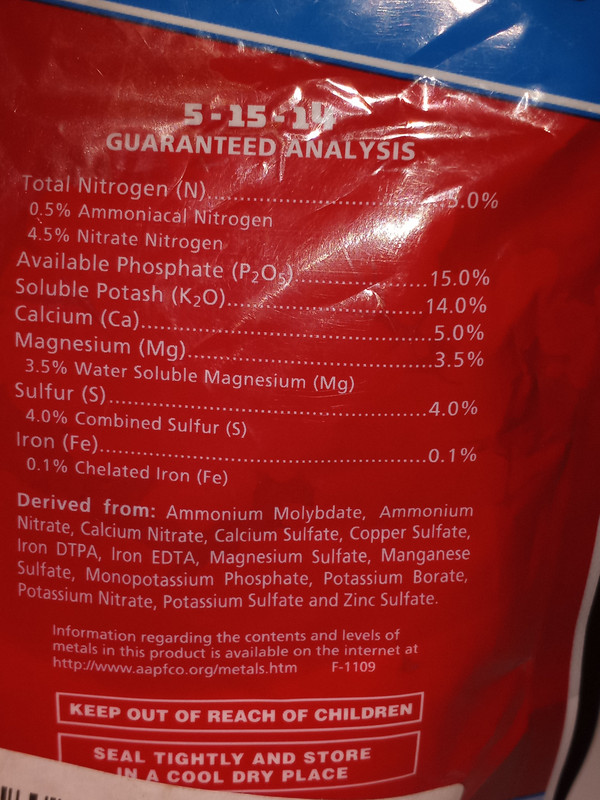 5-15-14
GUARANTEED ANALYSIS
Total Nitrogen (N)..............................5.0%
0.5% Ammoniacal Nitrogen
4.5% Nitrate Nitrogen
Available Phosphate (P₂O₅)....................15.0%
Soluble Potash (K₂O)..............................14.0%
Calcium (Ca)..............................................5.0%
Magnesium (Mg).......................................3.5%
3.5% Water Soluble Magnesium (Mg)
Sulfur (S)....................................................4.0%
4.0% Combined Sulfur (S)
Iron (Fe).....................................................0.1%
0.1% Chelated Iron (Fe)
Derived from: Ammonium Molybdate, Ammonium
Nitrate, Calcium Nitrate, Calcium Sulfate, Copper Sulfate,
Iron DTPA, Iron EDTA, Magnesium Sulfate, Manganese
Sulfate, Monopotassium Phosphate, Potassium Borate,
Potassium Nitrate, Potassium Sulfate and Zinc Sulfate.
Information regarding the contents and levels of
metals in this product is available on the internet at
http://www.aapfco.org/metals.htm F-1109
KEEP OUT OF REACH OF CHILDREN
SEAL TIGHTLY AND STORE
IN A COOL DRY PLACE